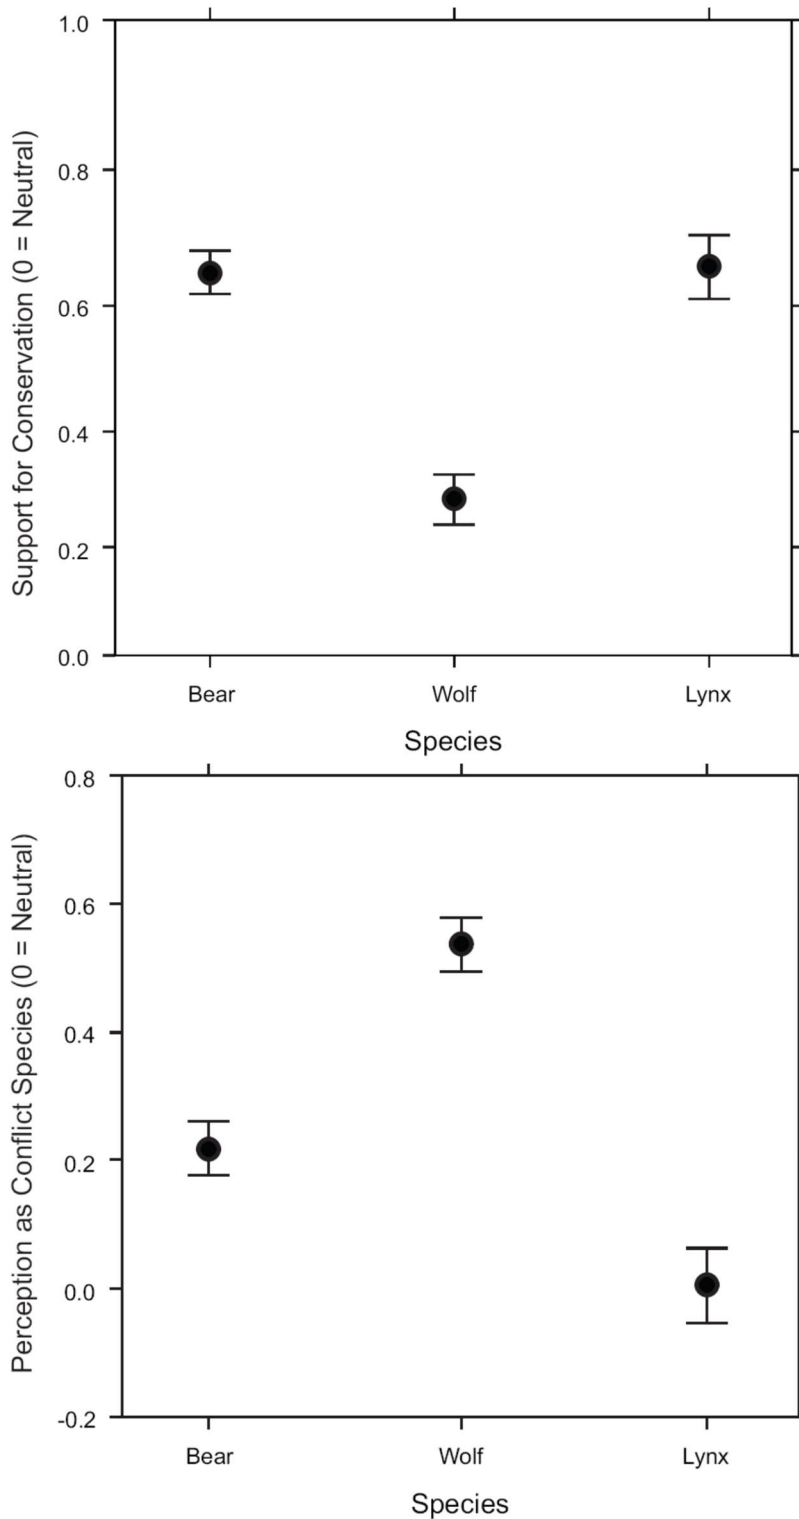 1.0
0.8
0.6
0.4
0.2
0.0
Support for Conservation (0 = Neutral)
Bear Wolf Lynx
Species
0.8
0.6
0.4
0.2
0.0
-0.2
Perception as Conflict Species (0 = Neutral)
Bear Wolf Lynx
Species